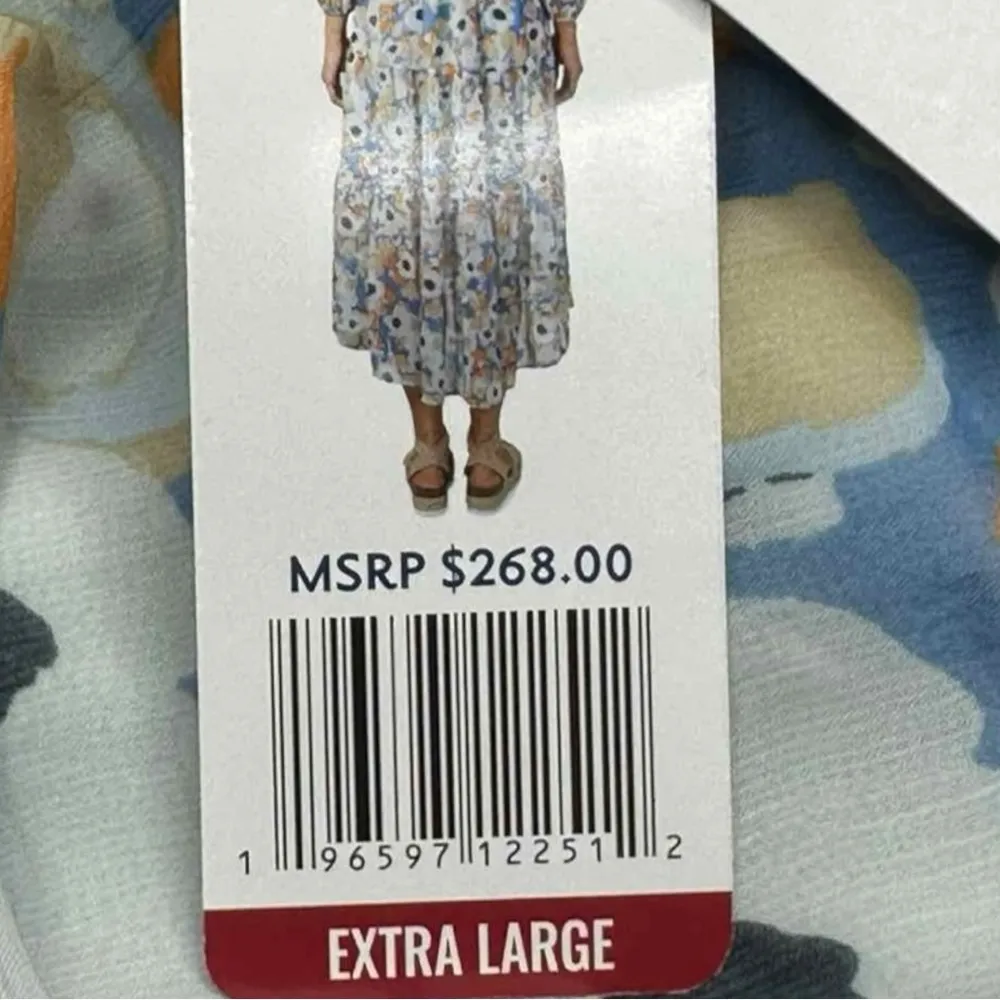 MSRP $268.00
1 96597 12251 2
EXTRA LARGE